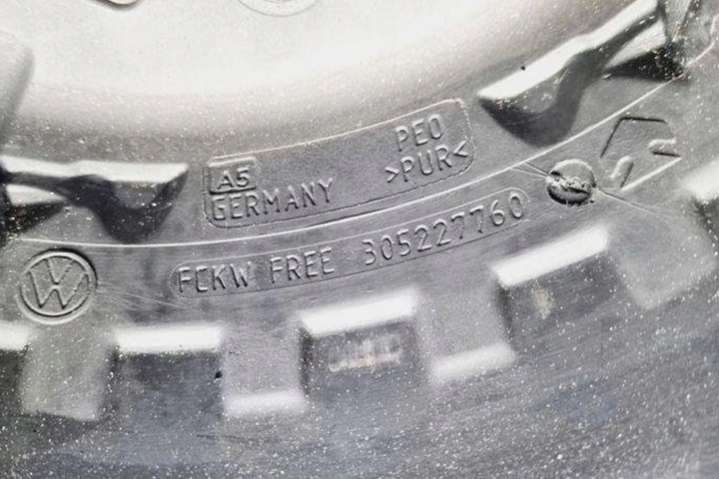 PEO
A5 >PUR<
GERMANY
FCKW FREE 305227760